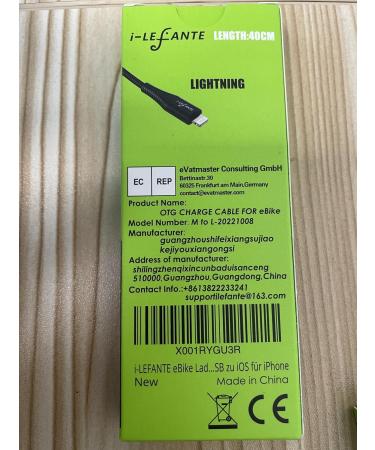 i-LEFANTE LENGTH:40CM
LIGHTNING
i-LEFANTE
EC REP
eVatmaster Consulting GmbH
Bettinastr.30
60325 Frankfurt am Main,Germany
contact@evatmaster.com
Product Name:
OTG CHARGE CABLE FOR eBike
Model Number: M to L-20221008
Manufacturer:
guangzhoushifeixiangsujiao
kejiyouxiangongsi
Address of manufacturer:
shilingzhenqixincunbaduisanceng
510000,Guangzhou,Guangdong,China
Contact info:+8613822233241
supportilefante@163.com
X001RYGU3R
i-LEFANTE eBike Lad...SB zu iOS für iPhone
New Made in China
CE